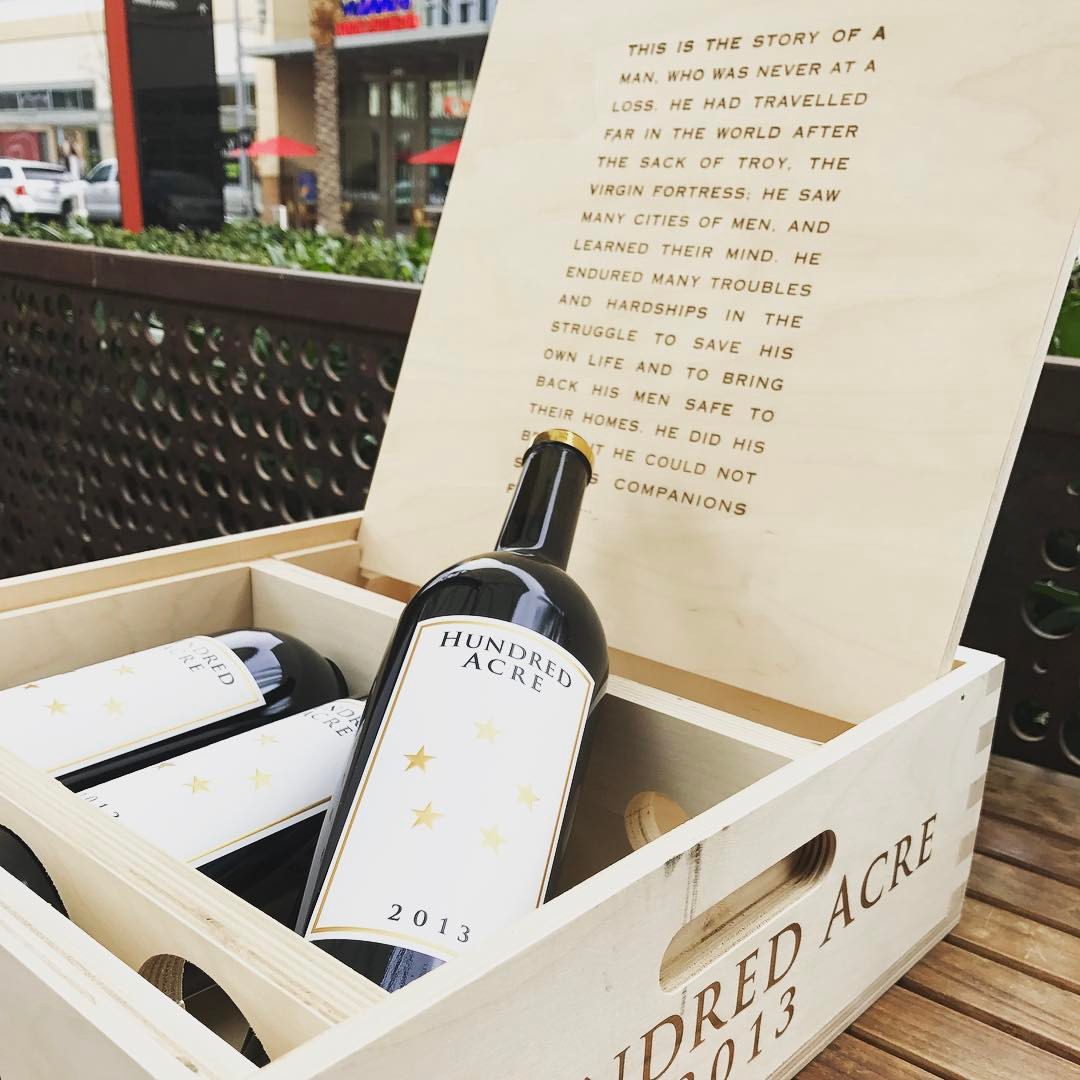 THIS IS THE STORY OF A
MAN, WHO WAS NEVER AT A
LOSS. HE HAD TRAVELLED
FAR IN THE WORLD AFTER
THE SACK OF TROY, THE
VIRGIN FORTRESS; HE SAW
MANY CITIES OF MEN, AND
LEARNED THEIR MIND. HE
ENDURED MANY TROUBLES
AND HARDSHIPS IN THE
STRUGGLE TO SAVE HIS
OWN LIFE AND TO BRING
BACK HIS MEN SAFE TO
THEIR HOMES. HE DID HIS
HE COULD NOT
COMPANIONS
HUNDRED
ACRE
2013
NDRED
ACRE
NDRED ACRE
2013